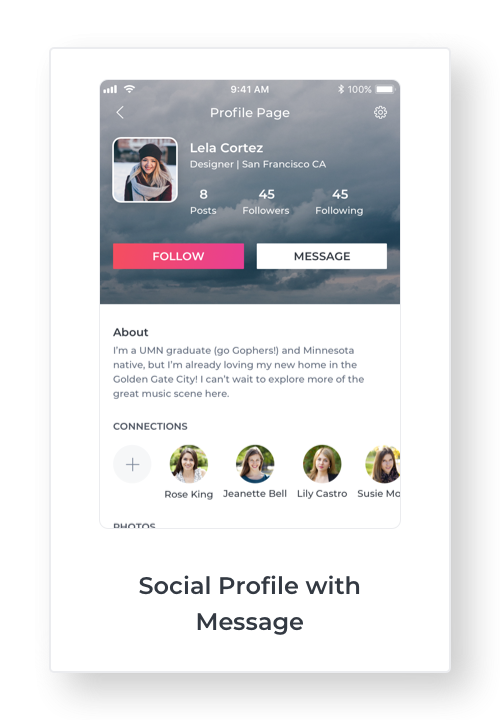 9:41 AM
100%
Profile Page
Lela Cortez
Designer | San Francisco CA
8 45 45
Posts Followers Following
FOLLOW MESSAGE
About
I'm a UMN graduate (go Gophers!) and Minnesota
native, but I'm already loving my new home in the
Golden Gate City! I can't wait to explore more of the
great music scene here.
CONNECTIONS
Rose King Jeanette Bell Lily Castro Susie Mo
PHOTOS
Social Profile with
Message